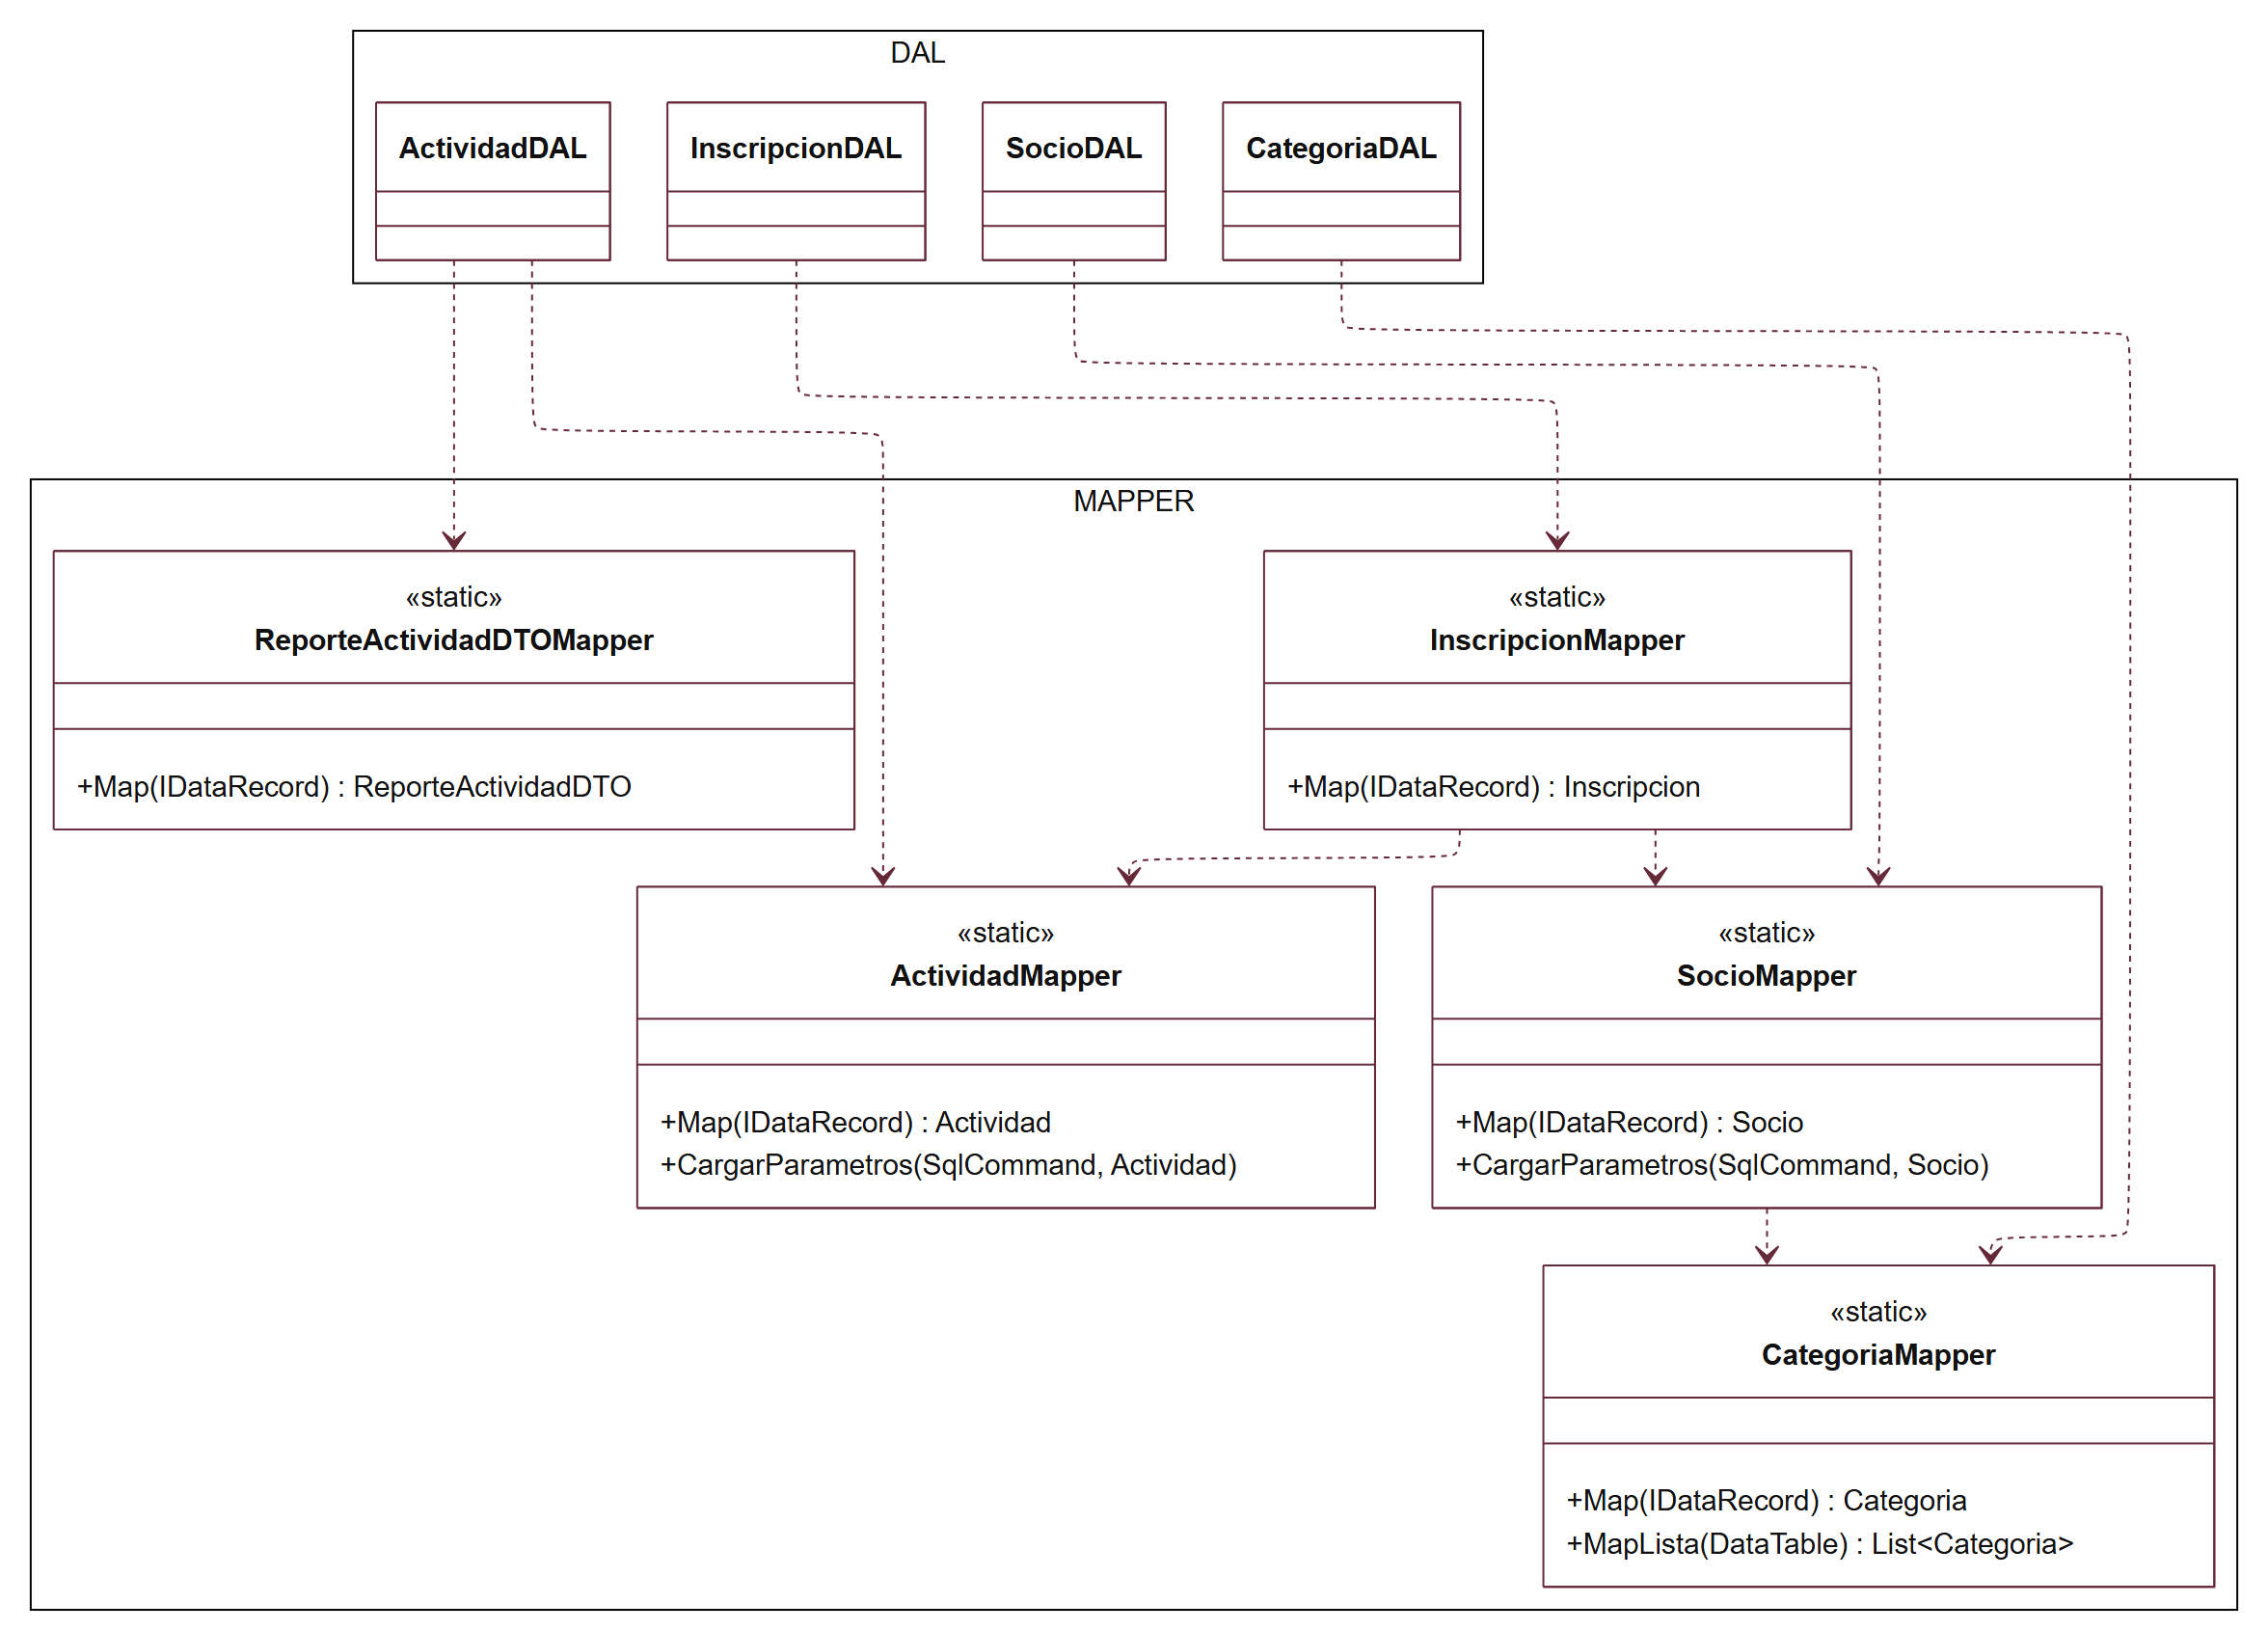 DAL
ActividadDAL
InscripcionDAL
SocioDAL
CategoriaDAL
MAPPER
«static»
ReporteActividadDTOMapper
+Map(IDataRecord) : ReporteActividadDTO
«static»
InscripcionMapper
+Map(IDataRecord) : Inscripcion
«static»
ActividadMapper
+Map(IDataRecord) : Actividad
+CargarParametros(SqlCommand, Actividad)
«static»
SocioMapper
+Map(IDataRecord) : Socio
+CargarParametros(SqlCommand, Socio)
«static»
CategoriaMapper
+Map(IDataRecord) : Categoria
+MapLista(DataTable) : List<Categoria>